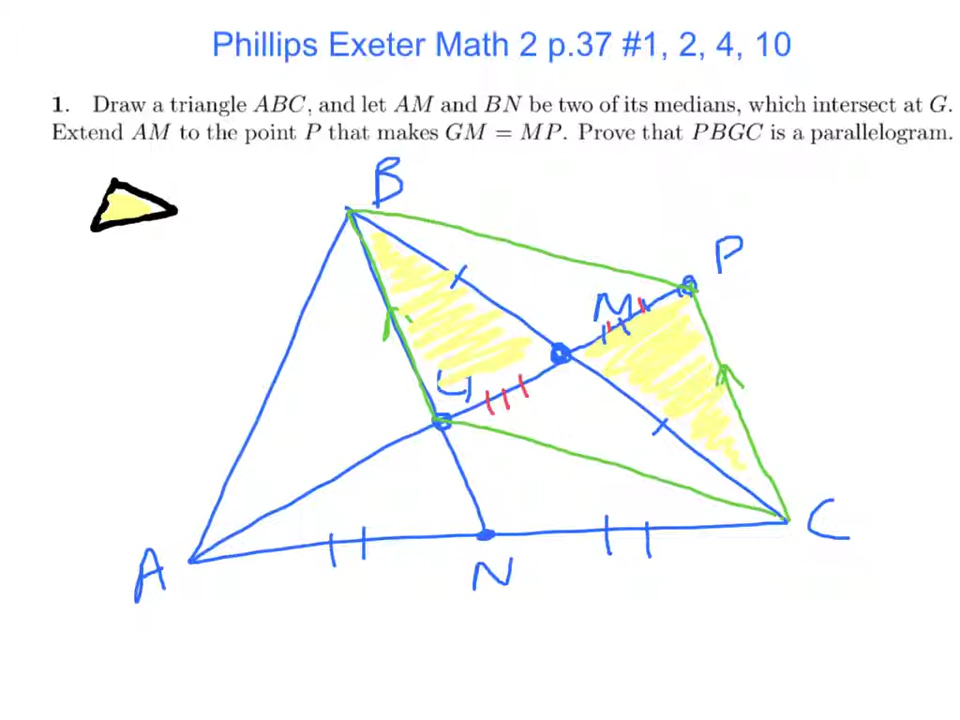 Phillips Exeter Math 2 p.37 #1, 2, 4, 10
1. Draw a triangle ABC, and let AM and BN be two of its medians, which intersect at G.
Extend AM to the point P that makes GM = MP. Prove that PBGC is a parallelogram.
B
P
M
G
C
A
N